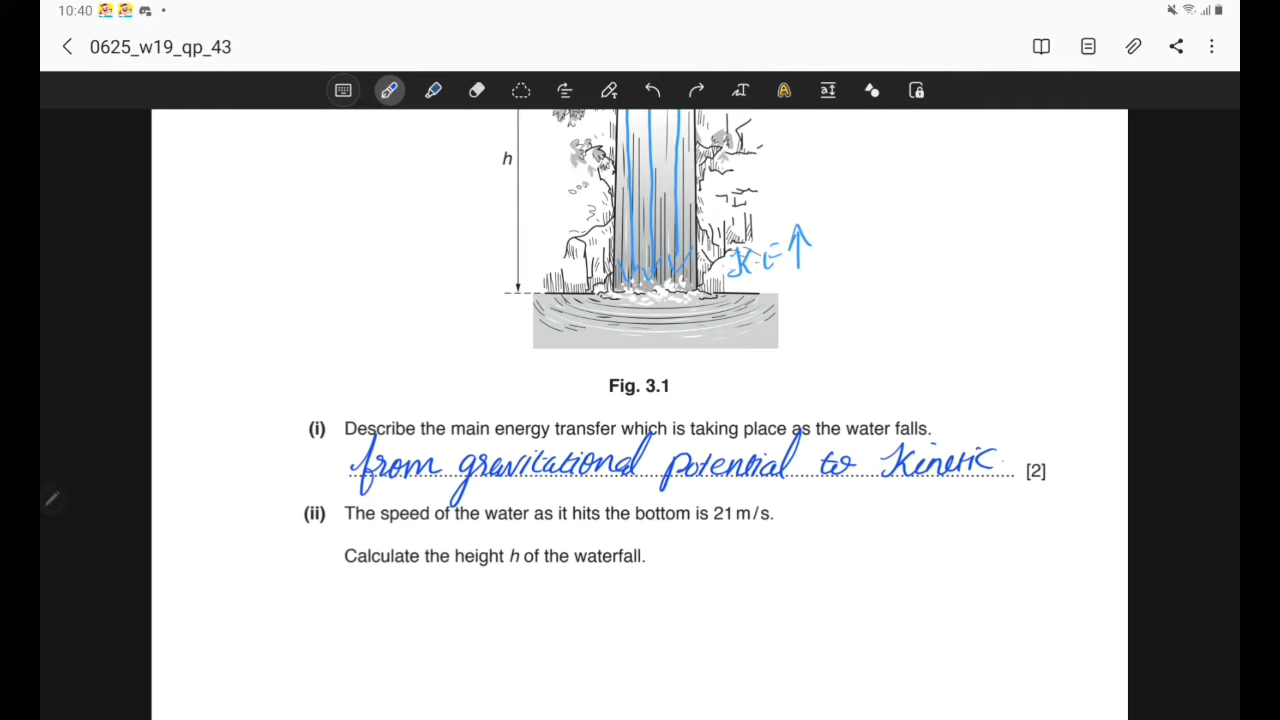 10:40
0625_w19_qp_43
h
K.E ↑
Fig. 3.1
(i) Describe the main energy transfer which is taking place as the water falls.
from gravitational potential to Kinetic [2]
(ii) The speed of the water as it hits the bottom is 21 m/s.
Calculate the height h of the waterfall.